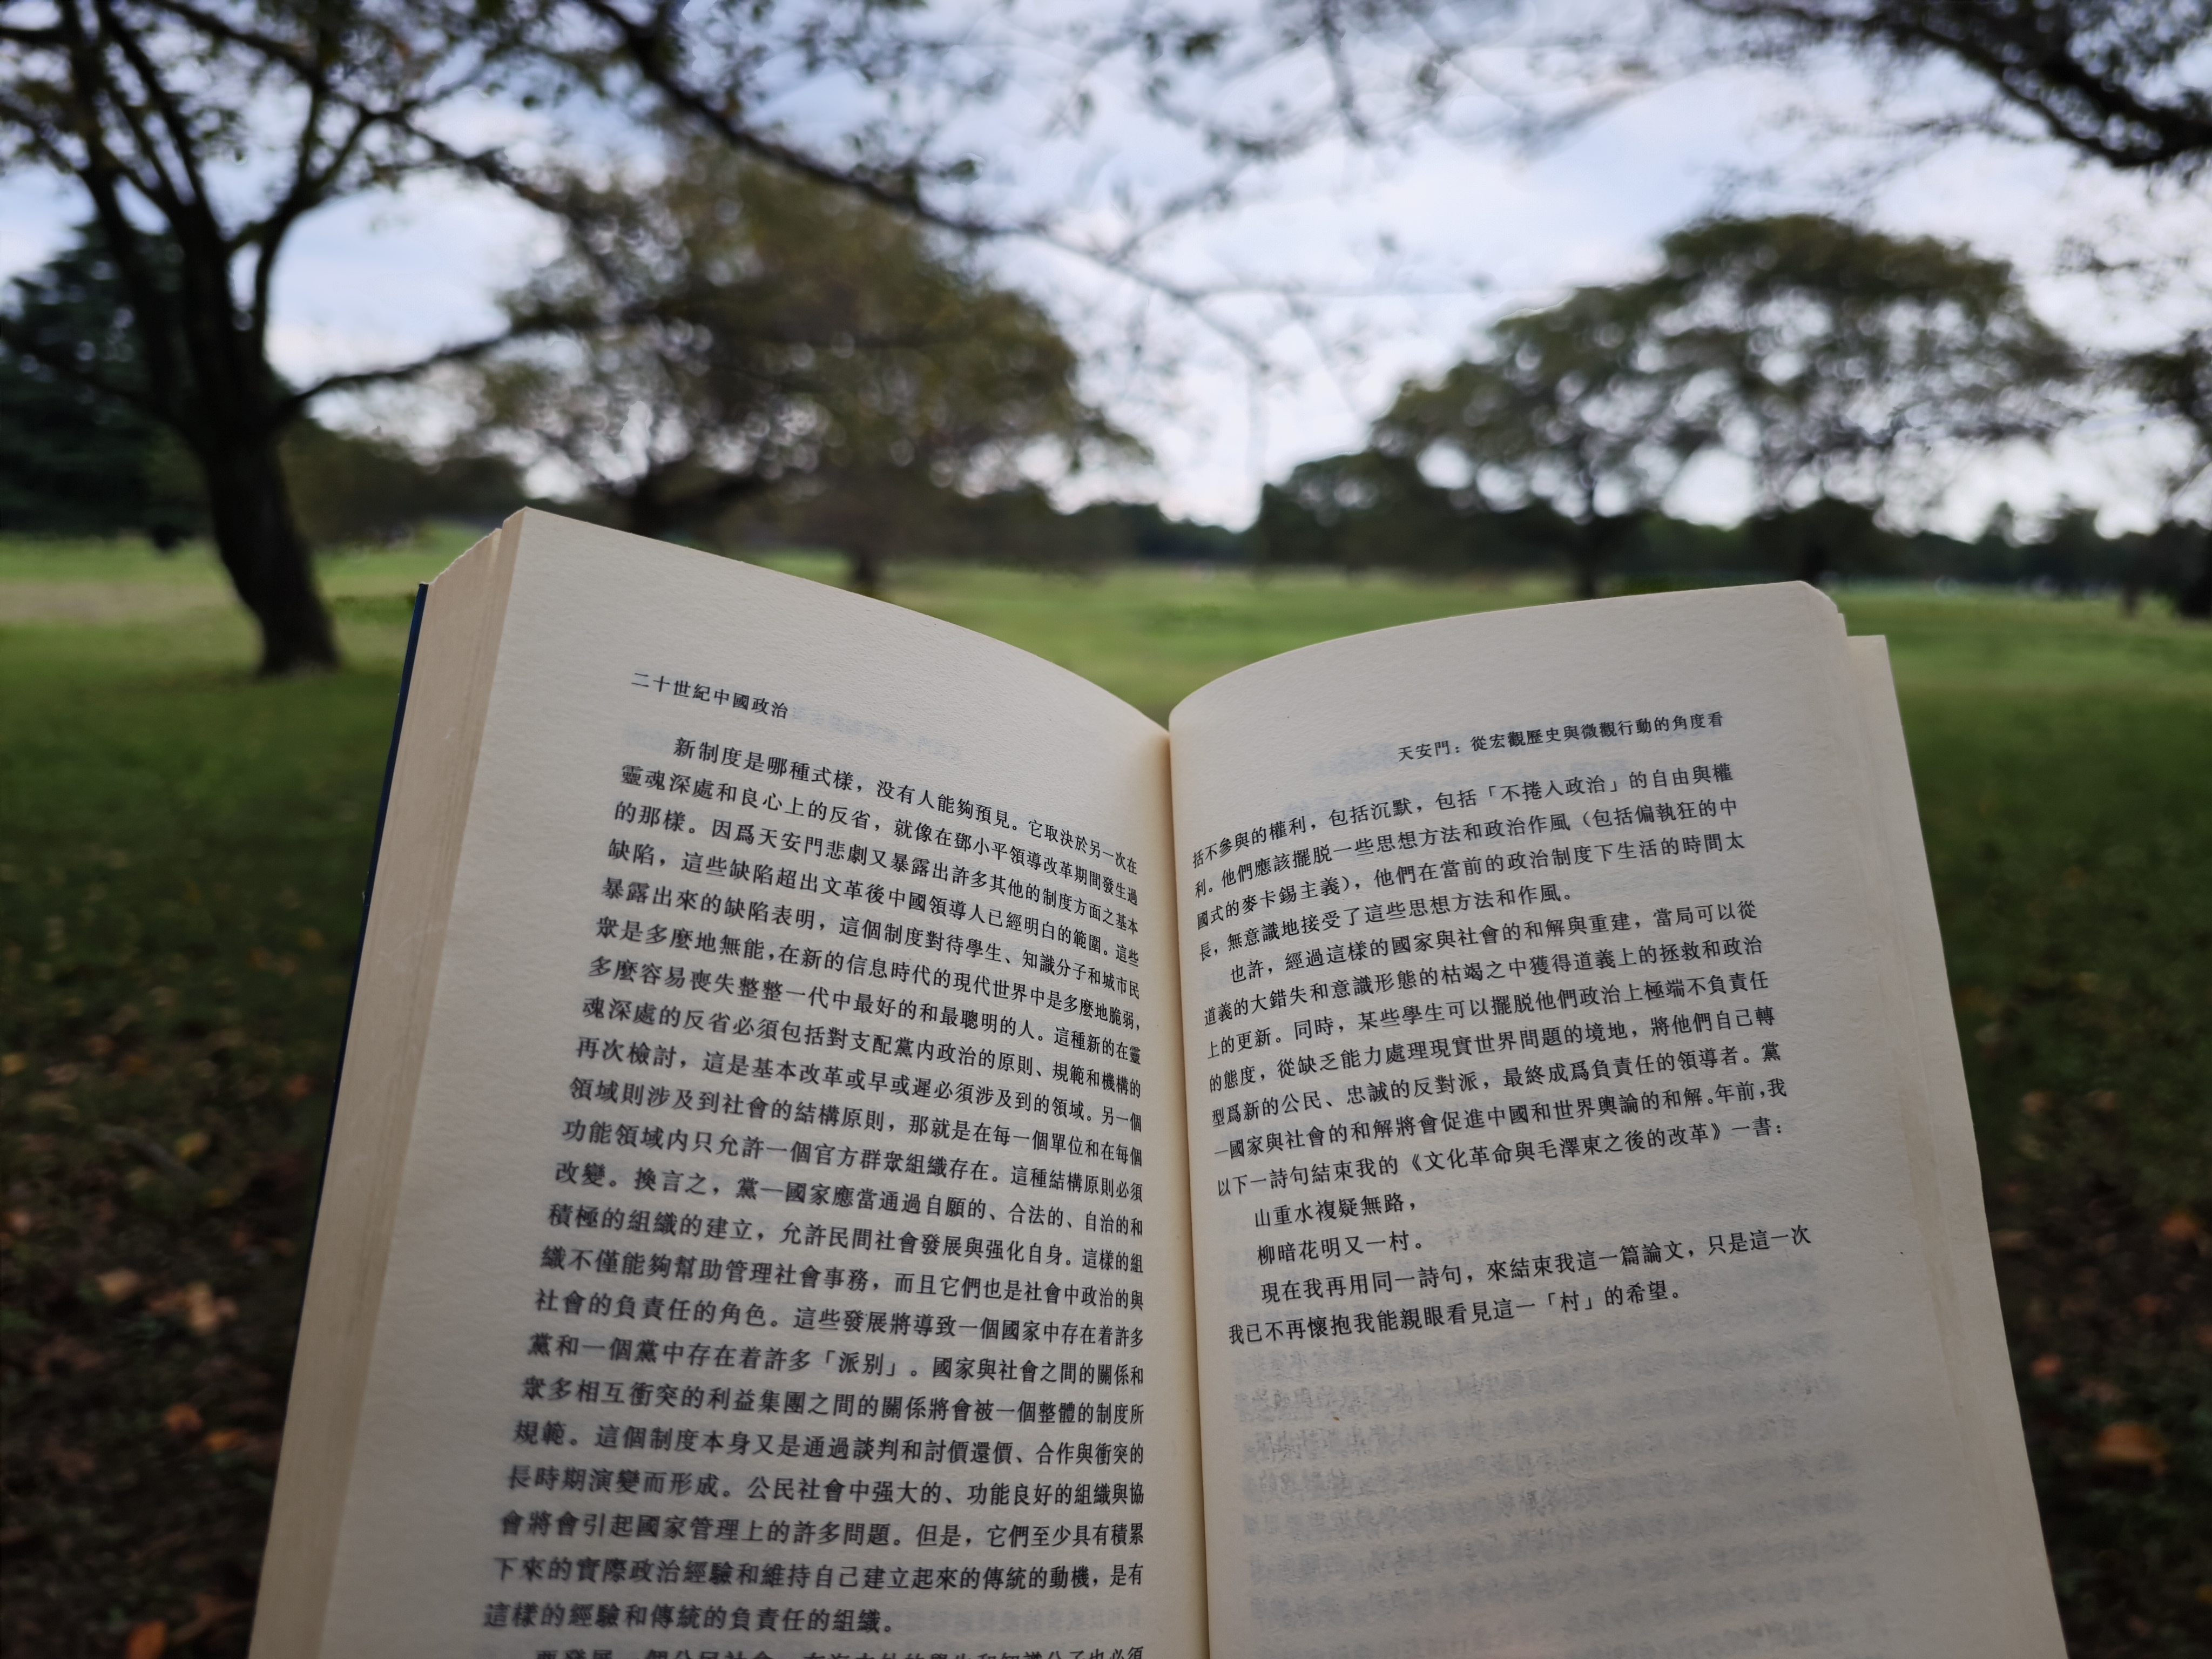 二十世紀中國政治
新制度是哪種式樣，没有人能夠預見。它取決於另一次在
靈魂深處和良心上的反省，就像在鄧小平領導改革期間發生過
的那樣。因爲天安門悲劇又暴露出許多其他的制度方面之基本
缺陷，這些缺陷超出文革後中國領導人已經明白的範圍。這些
暴露出來的缺陷表明，這個制度對待學生、知識分子和城市民
衆是多麼地無能，在新的信息時代的現代世界中是多麼地脆弱，
多麼容易喪失整整一代中最好的和最聰明的人。這種新的在靈
魂深處的反省必須包括對支配黨内政治的原則、規範和機構的
再次檢討，這是基本改革或早或遲必須涉及到的領域。另一個
領域則涉及到社會的結構原則，那就是在每一個單位和在每個
功能領域内只允許一個官方群衆組織存在。這種結構原則必須
改變。換言之，黨—國家應當通過自願的、合法的、自治的和
積極的組織的建立，允許民間社會發展與强化自身。這樣的組
織不僅能夠幫助管理社會事務，而且它們也是社會中政治的與
社會的負責任的角色。這些發展將導致一個國家中存在着許多
黨和一個黨中存在着許多「派别」。國家與社會之間的關係和
衆多相互衝突的利益集團之間的關係將會被一個整體的制度所
規範。這個制度本身又是通過談判和討價還價、合作與衝突的
長時期演變而形成。公民社會中强大的、功能良好的組織與協
會將會引起國家管理上的許多問題。但是，它們至少具有積累
下來的實際政治經驗和維持自己建立起來的傳統的動機，是有
這樣的經驗和傳統的負責任的組織。
天安門：從宏觀歷史與微觀行動的角度看
括不參與的權利，包括沉默，包括「不捲入政治」的自由與權
利。他們應該擺脱一些思想方法和政治作風（包括偏執狂的中
國式的麥卡錫主義），他們在當前的政治制度下生活的時間太
長，無意識地接受了這些思想方法和作風。
也許，經過這樣的國家與社會的和解與重建，當局可以從
道義的大錯失和意識形態的枯竭之中獲得道義上的拯救和政治
上的更新。同時，某些學生可以擺脱他們政治上極端不負責任
的態度，從缺乏能力處理現實世界問題的境地，將他們自己轉
型爲新的公民、忠誠的反對派，最終成爲負責任的領導者。黨
—國家與社會的和解將會促進中國和世界輿論的和解。年前，我
以下一詩句結束我的《文化革命與毛澤東之後的改革》一書：
山重水複疑無路，
柳暗花明又一村。
現在我再用同一詩句，來結束我這一篇論文，只是這一次
我已不再懷抱我能親眼看見這一「村」的希望。